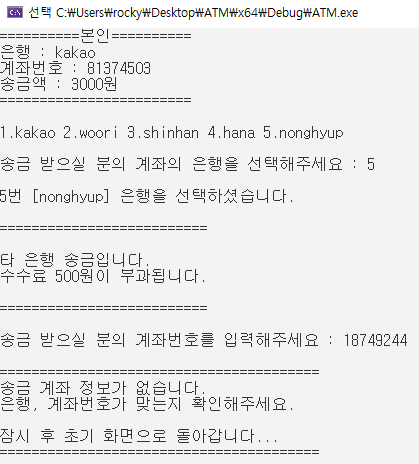 선택 C:\Users\rocky\Desktop\ATM\x64\Debug\ATM.exe
==========본인==========
은행 : kakao
계좌번호 : 81374503
송금액 : 3000원
========================
1.kakao 2.woori 3.shinhan 4.hana 5.nonghyup
송금 받으실 분의 계좌의 은행을 선택해주세요 : 5
5번 [nonghyup] 은행을 선택하셨습니다.
==========================
타 은행 송금입니다.
수수료 500원이 부과됩니다.
==========================
송금 받으실 분의 계좌번호를 입력해주세요 : 18749244
========================================
송금 계좌 정보가 없습니다.
은행, 계좌번호가 맞는지 확인해주세요.
잠시 후 초기 화면으로 돌아갑니다...
========================================